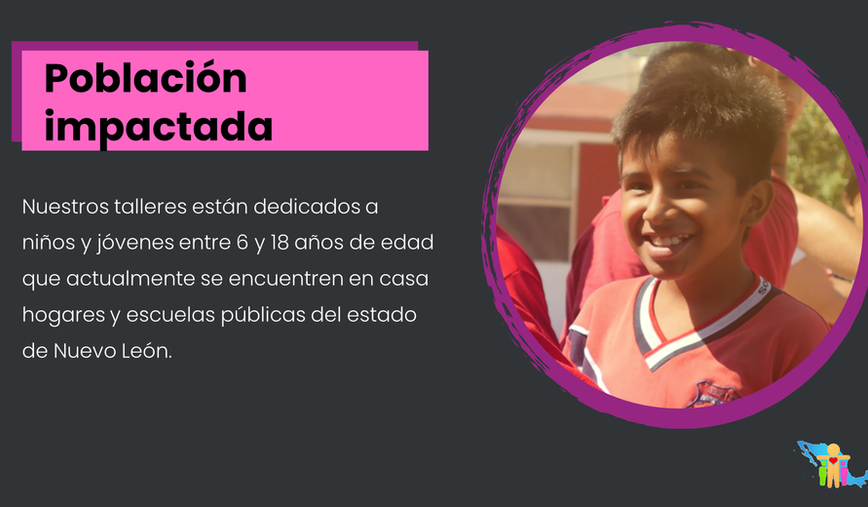 Población
impactada
Nuestros talleres están dedicados a
niños y jóvenes entre 6 y 18 años de edad
que actualmente se encuentren en casa
hogares y escuelas públicas del estado
de Nuevo León.